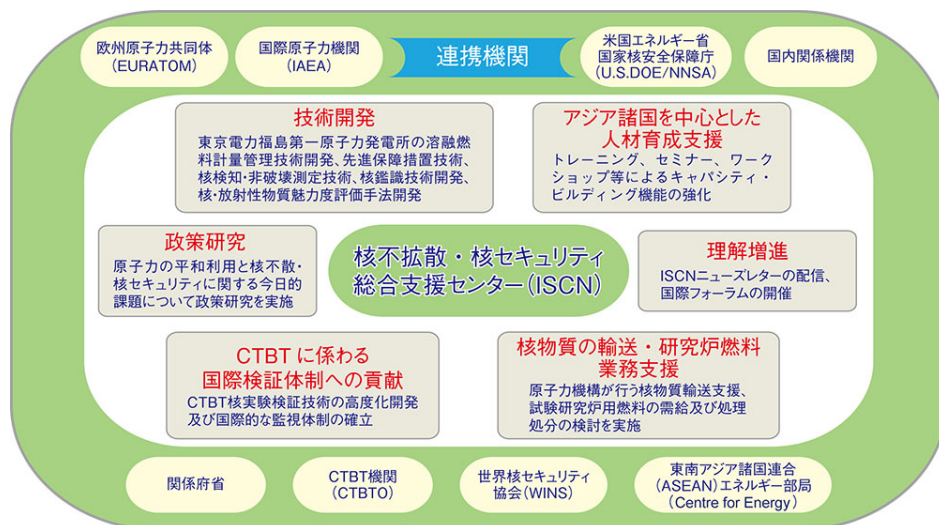 欧州原子力共同体
(EURATOM)
国際原子力機関
(IAEA)
連携機関
米国エネルギー省
国家核安全保障庁
(U.S.DOE/NNSA)
国内関係機関
技術開発
東京電力福島第一原子力発電所の溶融燃
料計量管理技術開発、先進保障措置技術、
核検知・非破壊測定技術、核鑑識技術開発、
核・放射性物質魅力度評価手法開発
アジア諸国を中心とした
人材育成支援
トレーニング、セミナー、ワーク
ショップ等によるキャパシティ・
ビルディング機能の強化
政策研究
原子力の平和利用と核不散・
核セキュリティに関する今日的
課題について政策研究を実施
核不拡散・核セキュリティ
総合支援センター(ISCN)
理解増進
ISCNニューズレターの配信、
国際フォーラムの開催
CTBTに係わる
国際検証体制への貢献
CTBT核実験検証技術の高度化開発
及び国際的な監視体制の確立
核物質の輸送・研究炉燃料
業務支援
原子力機構が行う核物質輸送支援、
試験研究炉用燃料の需給及び処理
処分の検討を実施
関係府省
CTBT機関
(CTBTO)
世界核セキュリティ
協会(WINS)
東南アジア諸国連合
(ASEAN)エネルギー部局
(Centre for Energy)